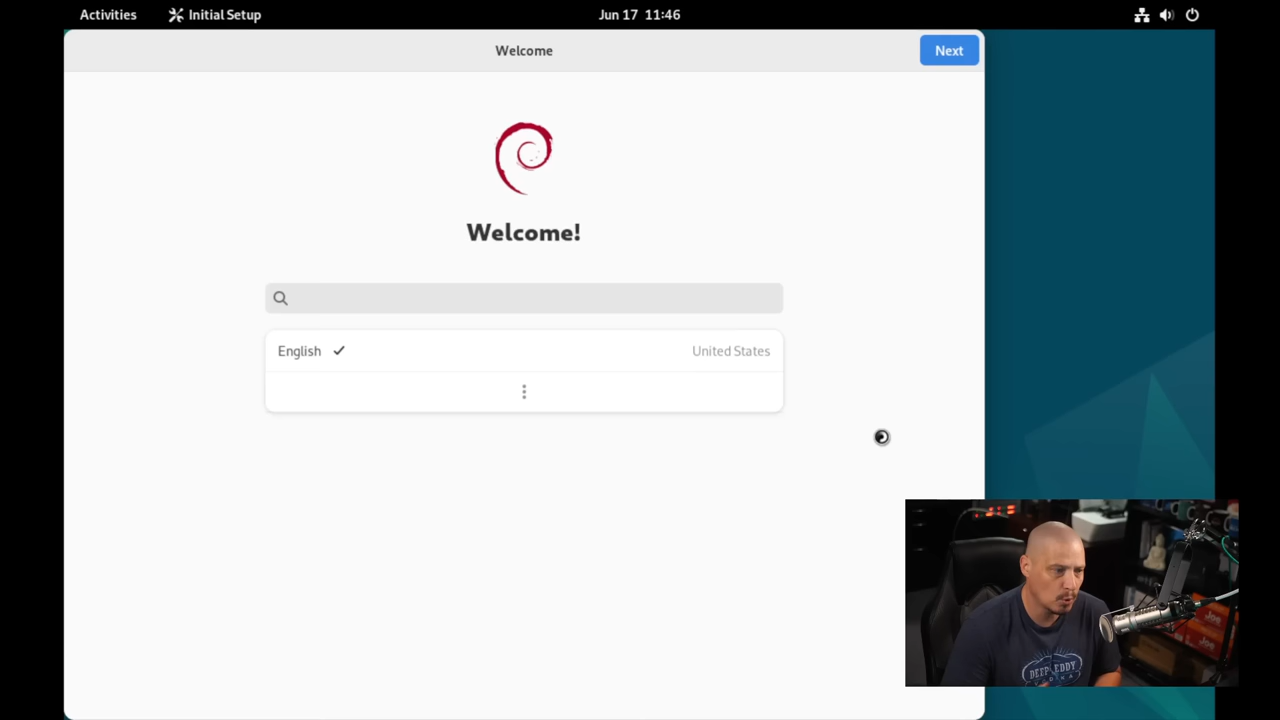 Activities
Initial Setup
Jun 17 11:46
Welcome
Next
Welcome!
English
United States
DEEP EDDY